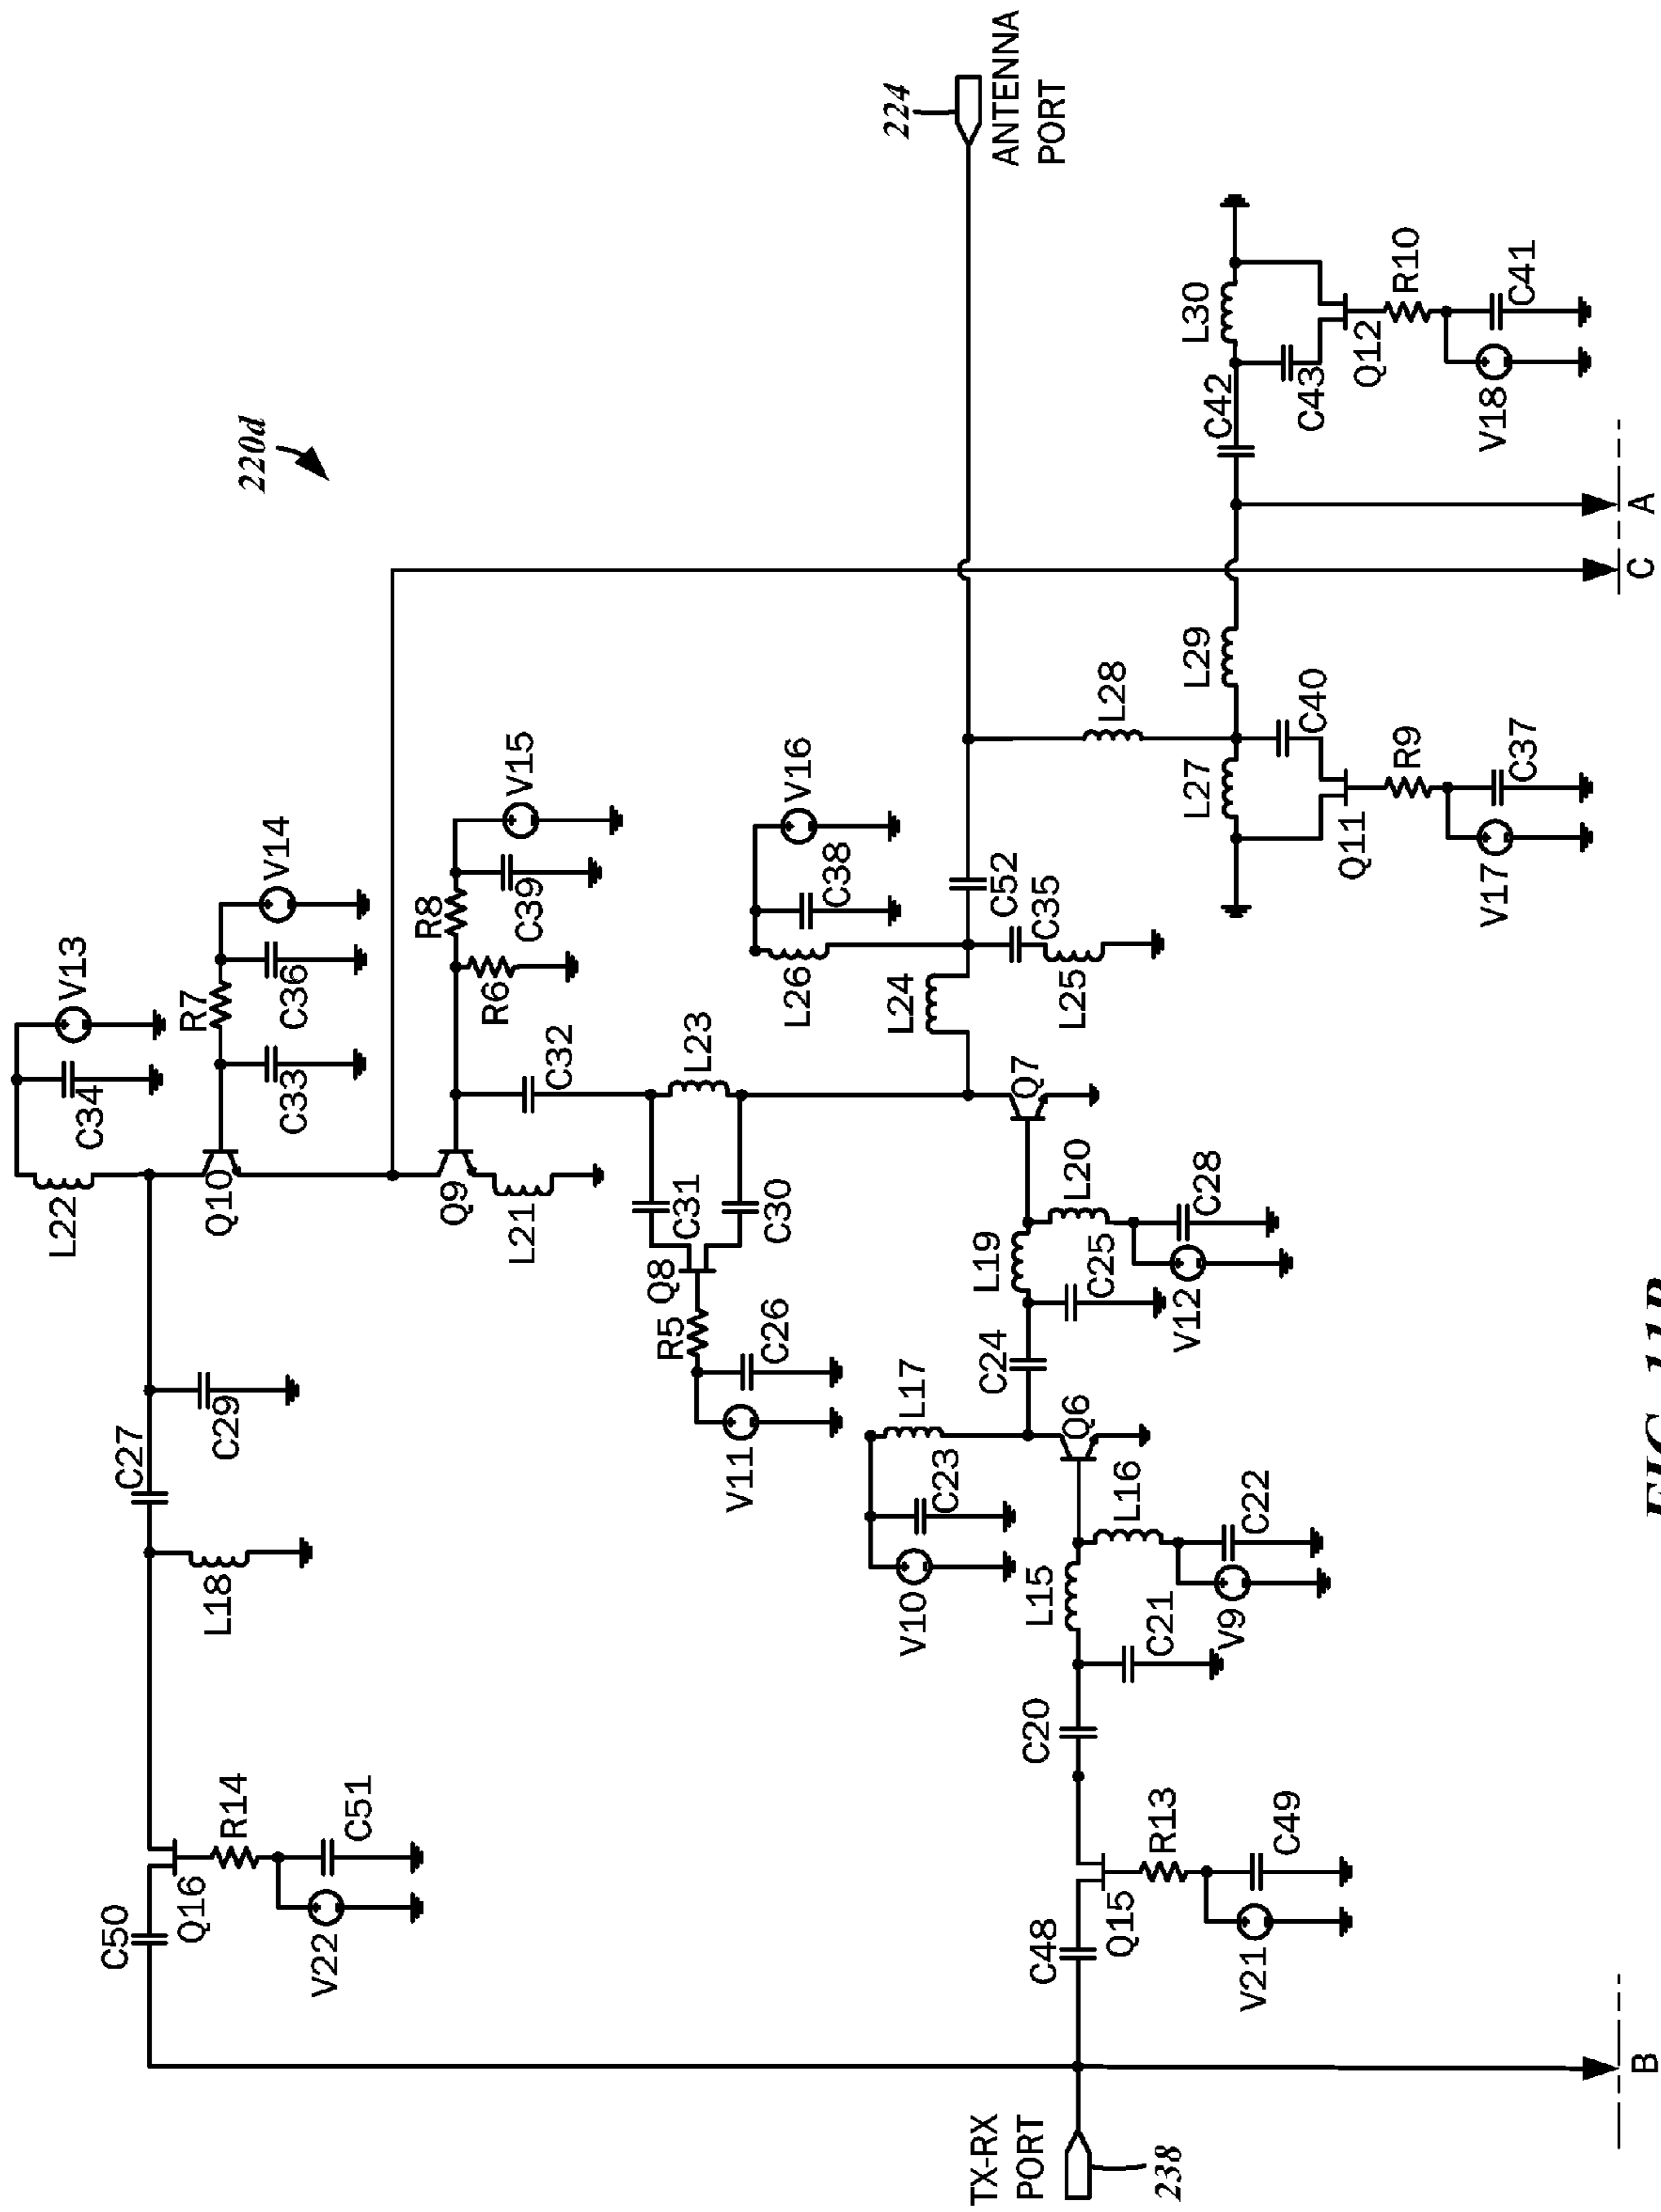 L22
V13
C34
C50
C27
Q16
R14
L18
C29
Q10
R7
V14
220d
C33
C36
V22
C51
Q9
R8
V15
L21
R6
C39
C32
Q8
R5
C31
L23
V11
C26
C30
V16
L26
C38
224
L17
V10
C23
L24
C52
ANTENNA
PORT
TX-RX
PORT
238
C48
C20
L15
C24
L19
Q7
C35
Q6
L20
L25
L28
Q15
R13
C21
L16
C25
V21
C49
V9
C22
V12
C28
L27
L29
C42
L30
C40
C43
Q11
R9
Q12
R10
V17
C37
V18
C41
B
C
A